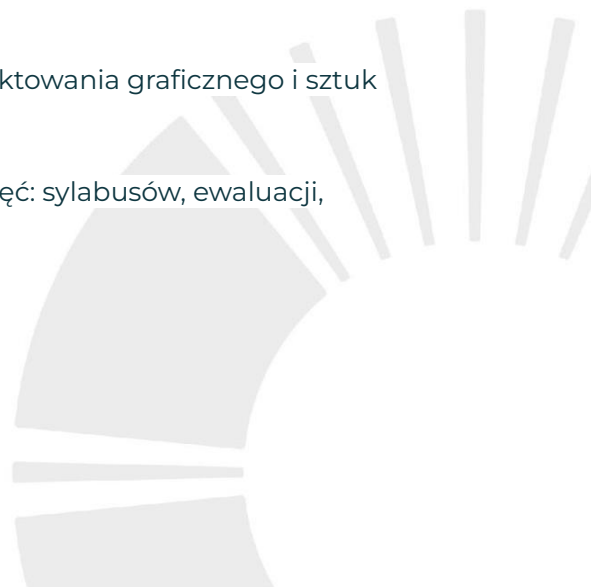 ktowania graficznego i sztuk
ęć: sylabusów, ewaluacji,